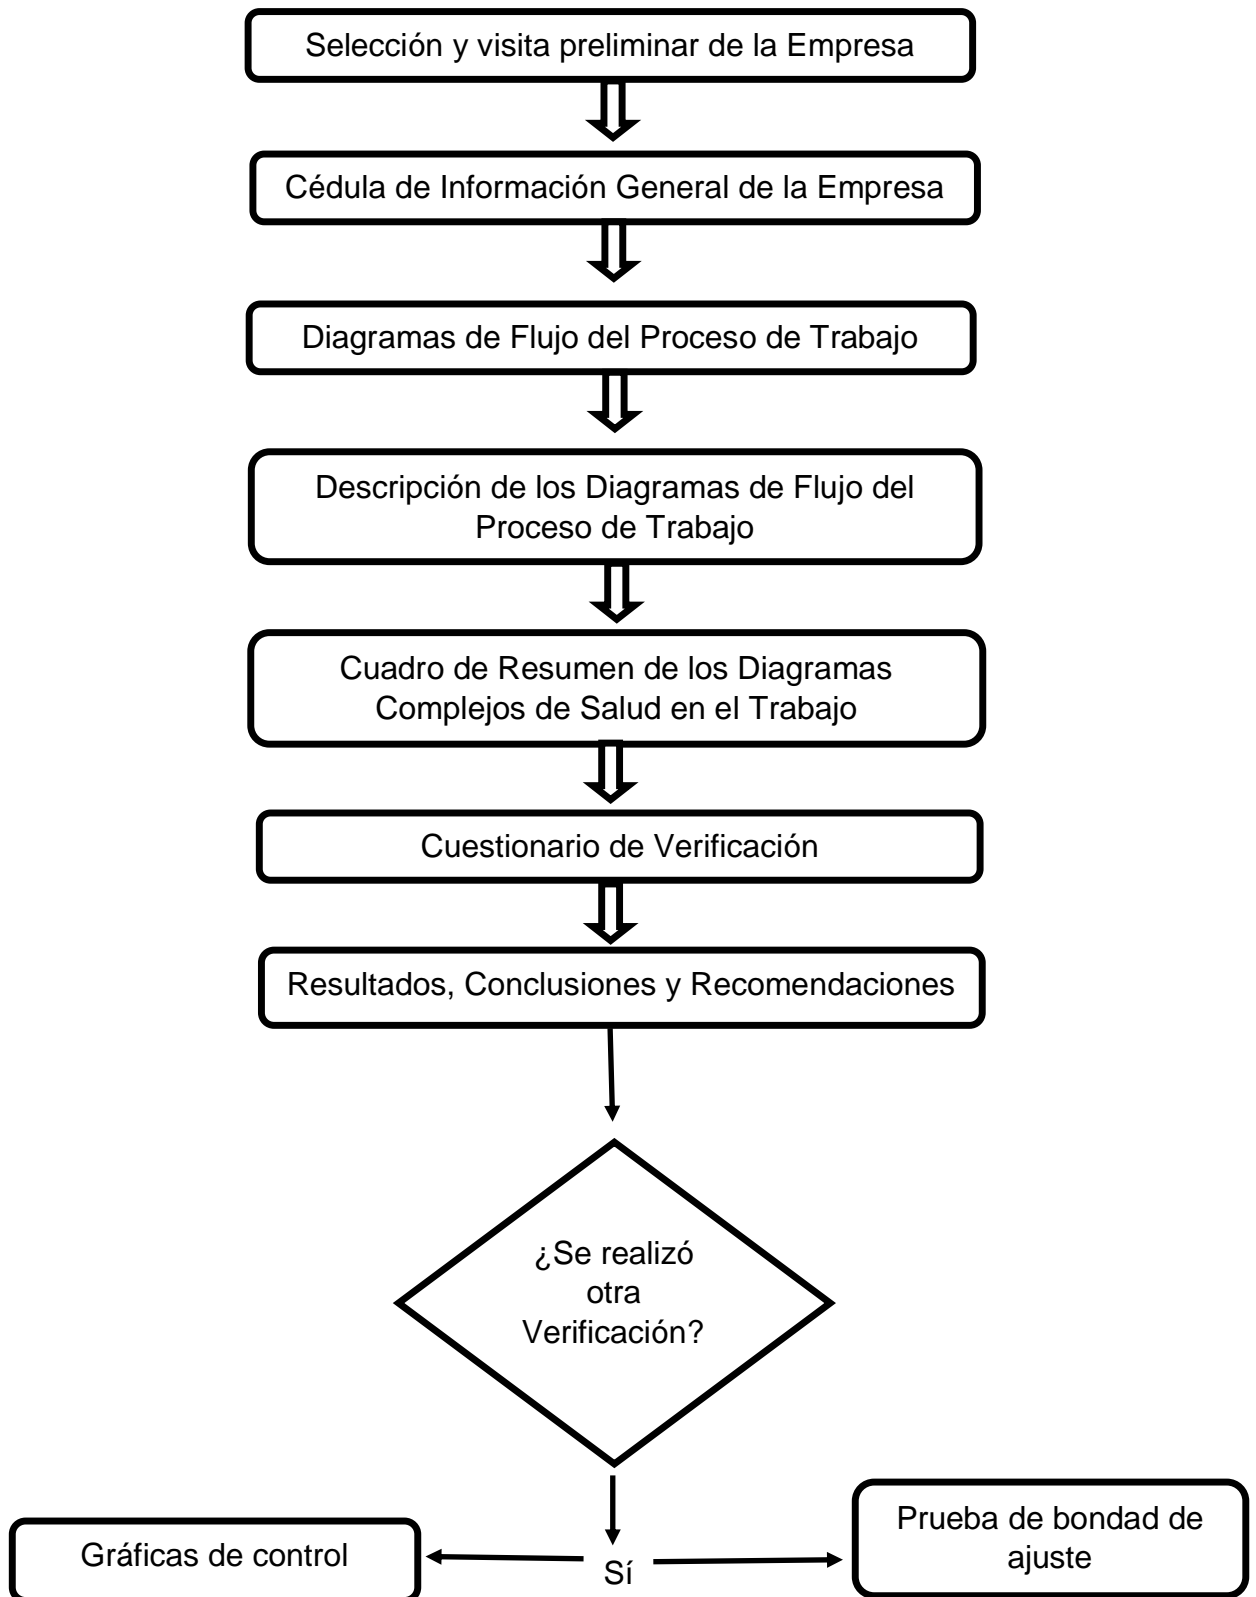 Selección y visita preliminar de la Empresa
Cédula de Información General de la Empresa
Diagramas de Flujo del Proceso de Trabajo
Descripción de los Diagramas de Flujo del
Proceso de Trabajo
Cuadro de Resumen de los Diagramas
Complejos de Salud en el Trabajo
Cuestionario de Verificación
Resultados, Conclusiones y Recomendaciones
¿Se realizó
otra
Verificación?
Gráficas de control
Sí
Prueba de bondad de
ajuste